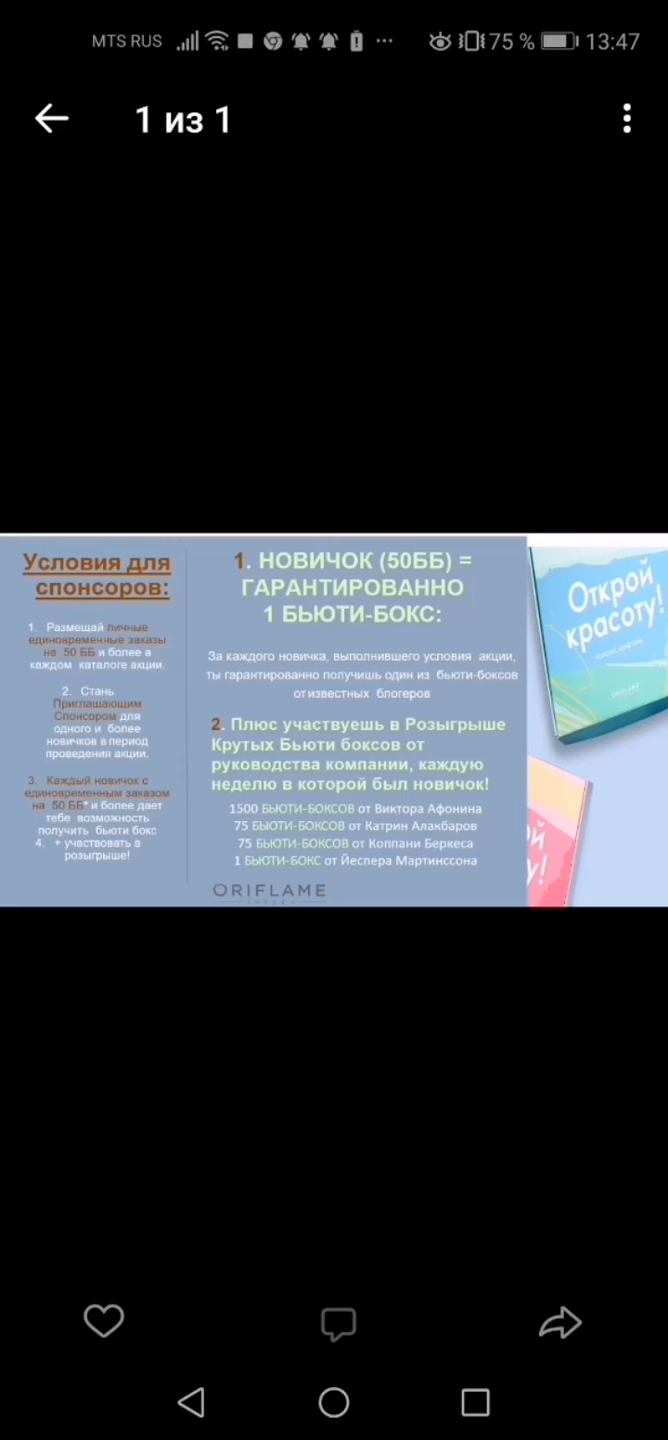 MTS RUS
75 %
13:47
1 из 1
Условия для
спонсоров:
1. Размещай личные
единовременные заказы
на 50 ББ и более в
каждом каталоге акции.
2. Стань
Приглашающим
Спонсором для
одного и более
новичков в период
проведения акции.
3. Каждый новичок с
единовременным заказом
на 50 ББ* и более дает
тебе возможность
получить бьюти бокс
4. + участвовать в
розыгрыше!
1. НОВИЧОК (50ББ) =
ГАРАНТИРОВАННО
1 БЬЮТИ-БОКС:
За каждого новичка, выполнившего условия акции,
ты гарантированно получишь один из бьюти-боксов
от известных блогеров
2. Плюс участвуешь в Розыгрыше
Крутых Бьюти боксов от
руководства компании, каждую
неделю в которой был новичок!
1500 БЬЮТИ-БОКСОВ от Виктора Афонина
75 БЬЮТИ-БОКСОВ от Катрин Алакбаров
75 БЬЮТИ-БОКСОВ от Коппани Беркеса
1 БЬЮТИ-БОКС от Йеспера Мартинссона
ORIFLAME
Открой
красоту!
ORIFLAME
ой
у!